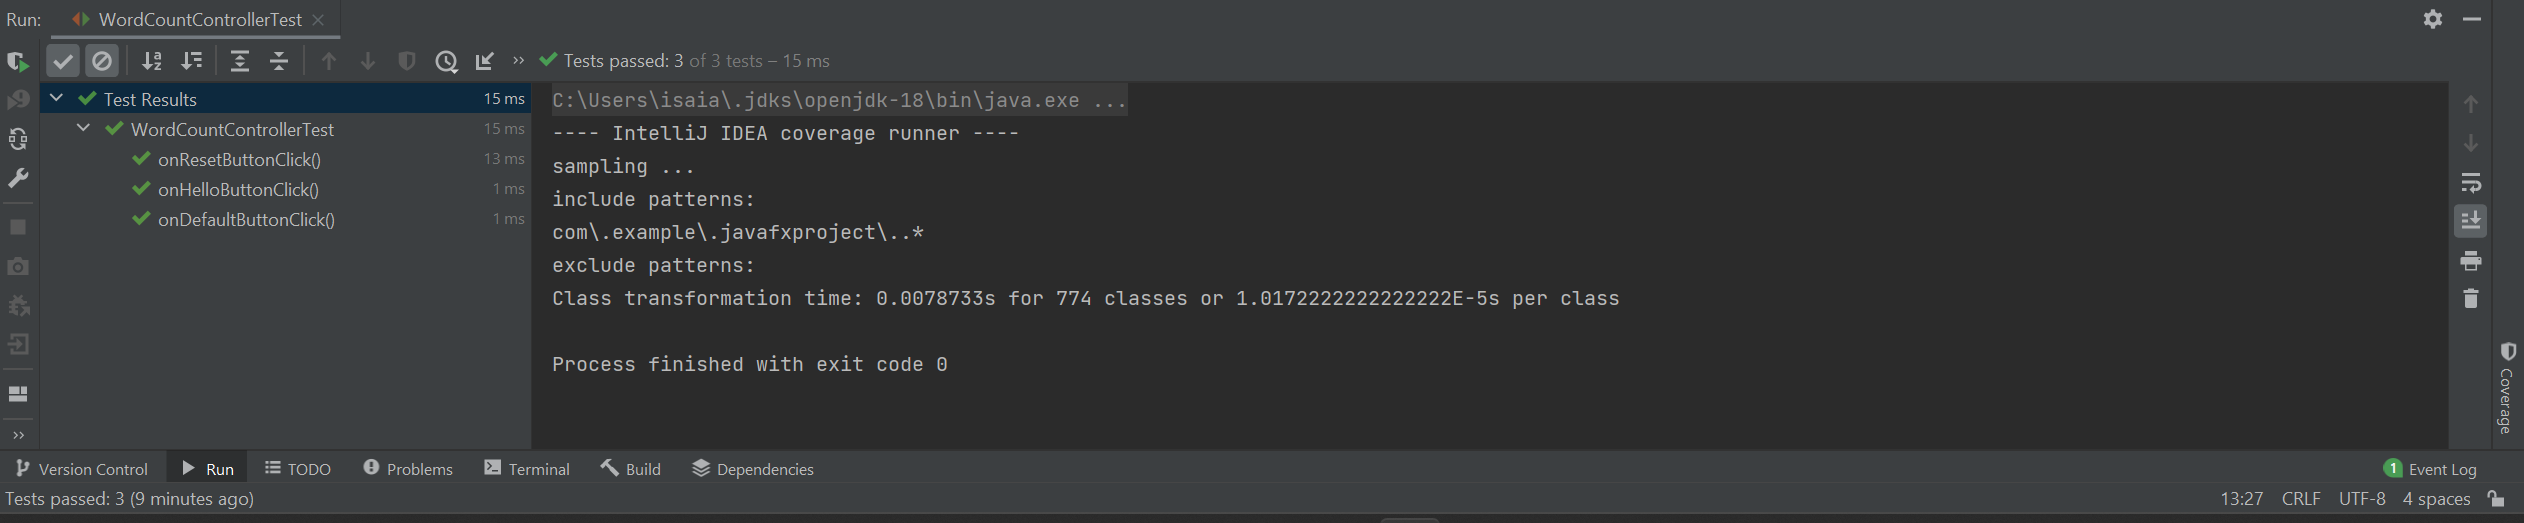 Run: WordCountControllerTest
Tests passed: 3 of 3 tests – 15 ms
Test Results 15 ms
WordCountControllerTest 15 ms
onResetButtonClick() 13 ms
onHelloButtonClick() 1 ms
onDefaultButtonClick() 1 ms
C:\Users\isaia\.jdks\openjdk-18\bin\java.exe ...
---- IntelliJ IDEA coverage runner ----
sampling ...
include patterns:
com\.example\.javafxproject\..*
exclude patterns:
Class transformation time: 0.0078733s for 774 classes or 1.0172222222222222E-5s per class
Process finished with exit code 0
Coverage
Version Control Run TODO Problems Terminal Build Dependencies 1 Event Log
Tests passed: 3 (9 minutes ago) 13:27 CRLF UTF-8 4 spaces